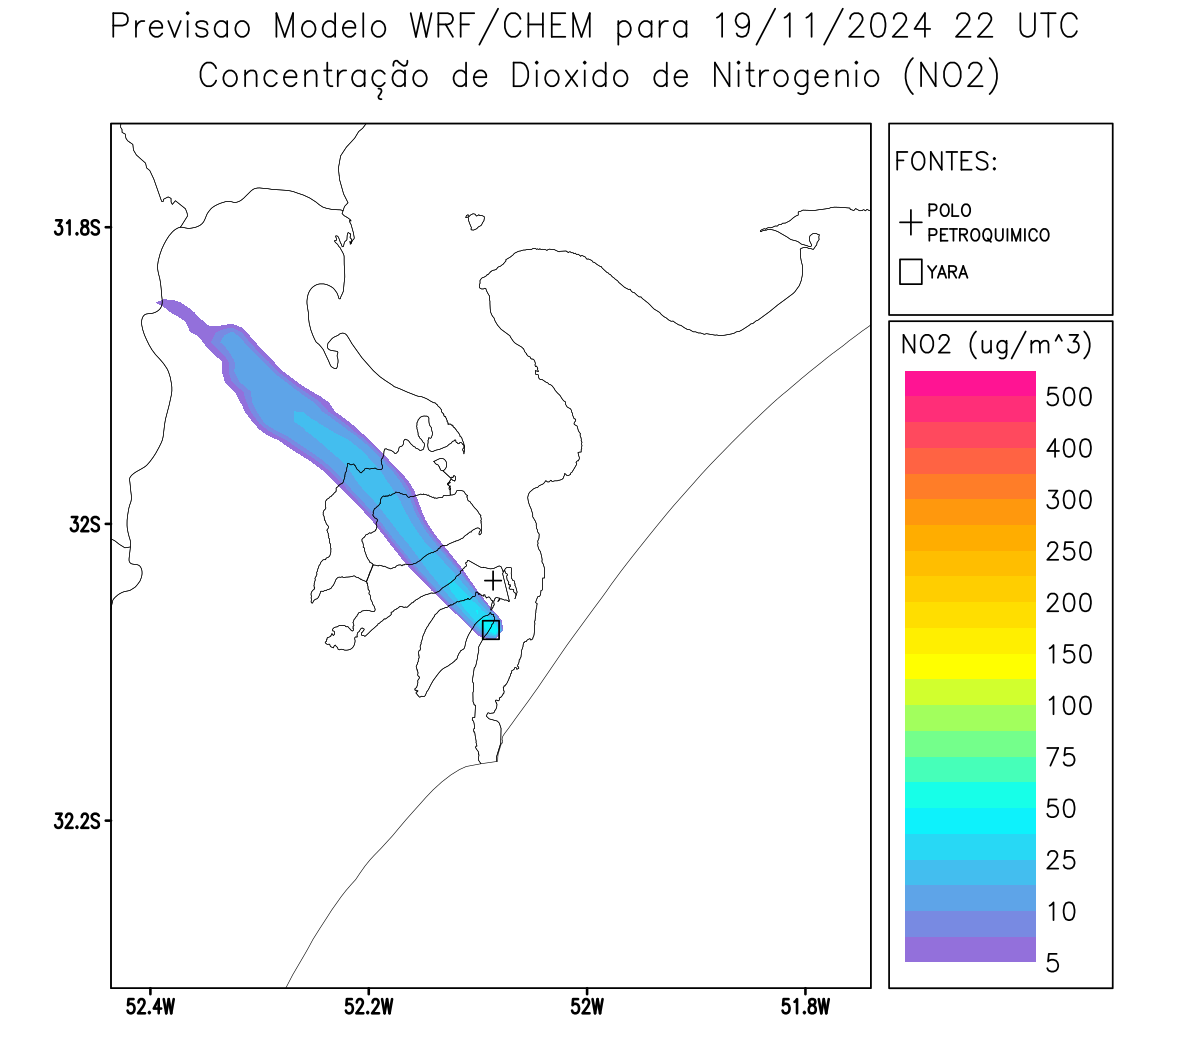 Previsao Modelo WRF/CHEM para 19/11/2024 22 UTC
Concentração de Dioxido de Nitrogenio (NO2)
FONTES:
POLO
PETROQUIMICO
YARA
NO2 (ug/m^3)
500
400
300
250
200
150
100
75
50
25
10
5
31.8S
32S
32.2S
52.4W
52.2W
52W
51.8W